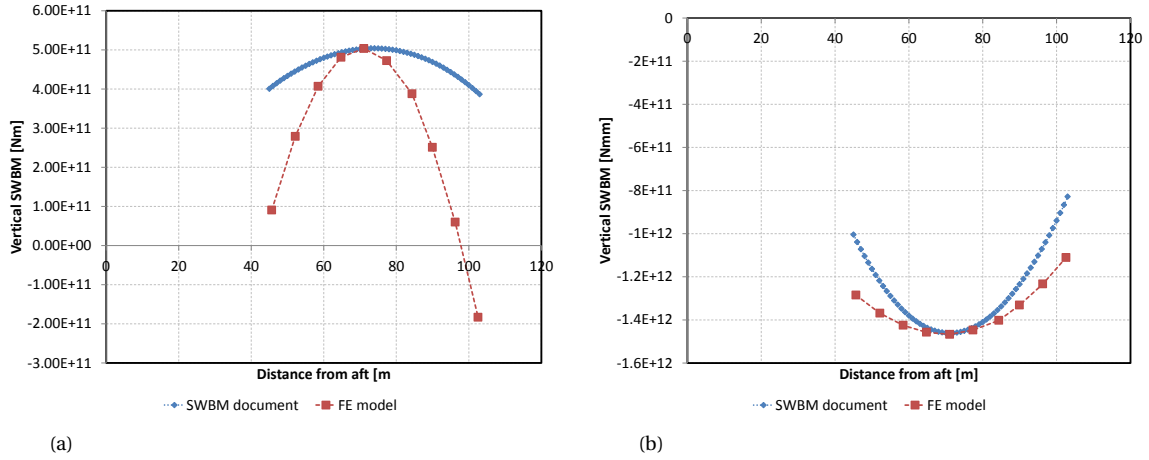 6.00E+11
5.00E+11
4.00E+11
3.00E+11
2.00E+11
1.00E+11
0.00E+00
-1.00E+11
-2.00E+11
-3.00E+11
0 20 40 60 80 100 120
Vertical SWBM [Nm]
Distance from aft [m
SWBM document FE model
(a)
0
-2E+11
-4E+11
-6E+11
-8E+11
-1E+12
-1.2E+12
-1.4E+12
-1.6E+12
0 20 40 60 80 100 120
Vertical SWBM [Nmm]
Distance from aft [m]
SWBM document FE model
(b)